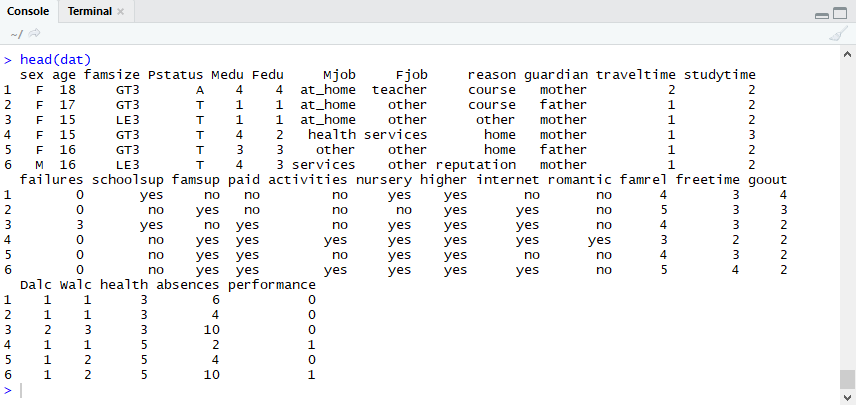 Console Terminal ×
~/
> head(dat)
  sex age famsize Pstatus Medu Fedu     Mjob     Fjob     reason guardian traveltime studytime
1   F  18     GT3       A    4    4  at_home  teacher     course   mother          2         2
2   F  17     GT3       T    1    1  at_home    other     course   father          1         2
3   F  15     LE3       T    1    1  at_home    other      other   mother          1         2
4   F  15     GT3       T    4    2   health services       home   mother          1         3
5   F  16     GT3       T    3    3    other    other       home   father          1         2
6   M  16     LE3       T    4    3 services    other reputation   mother          1         2
  failures schoolsup famsup paid activities nursery higher internet romantic famrel freetime goout
1        0       yes     no   no         no     yes    yes       no       no      4        3     4
2        0        no    yes   no         no      no    yes      yes       no      5        3     3
3        3       yes     no  yes         no     yes    yes      yes       no      4        3     2
4        0        no    yes  yes        yes     yes    yes      yes      yes      3        2     2
5        0        no    yes  yes         no     yes    yes       no       no      4        3     2
6        0        no    yes  yes        yes     yes    yes      yes       no      5        4     2
  Dalc Walc health absences performance
1    1    1      3        6           0
2    1    1      3        4           0
3    2    3      3       10           0
4    1    1      5        2           1
5    1    2      5        4           0
6    1    2      5       10           1
>